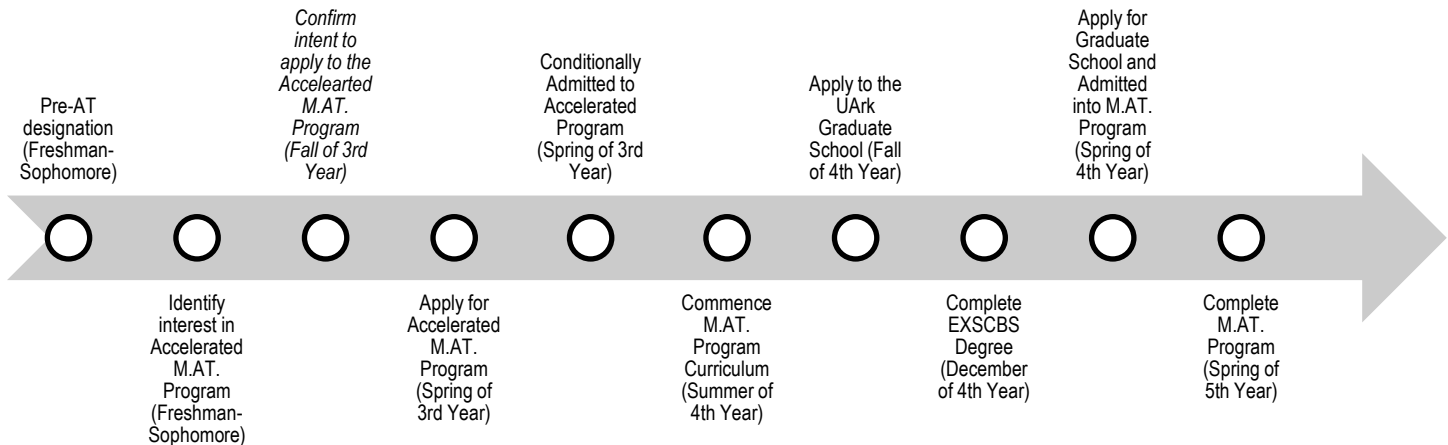 Pre-AT
designation
(Freshman-
Sophomore)
Identify
interest in
Accelerated
M.AT.
Program
(Freshman-
Sophomore)
Confirm
intent to
apply to the
Accelearted
M.AT.
Program
(Fall of 3rd
Year)
Apply for
Accelerated
M.AT.
Program
(Spring of
3rd Year)
Conditionally
Admitted to
Accelerated
Program
(Spring of 3rd
Year)
Commence
M.AT.
Program
Curriculum
(Summer of
4th Year)
Apply to the
UArk
Graduate
School (Fall
of 4th Year)
Complete
EXSCBS
Degree
(December
of 4th Year)
Apply for
Graduate
School and
Admitted
into M.AT.
Program
(Spring of
4th Year)
Complete
M.AT.
Program
(Spring of
5th Year)